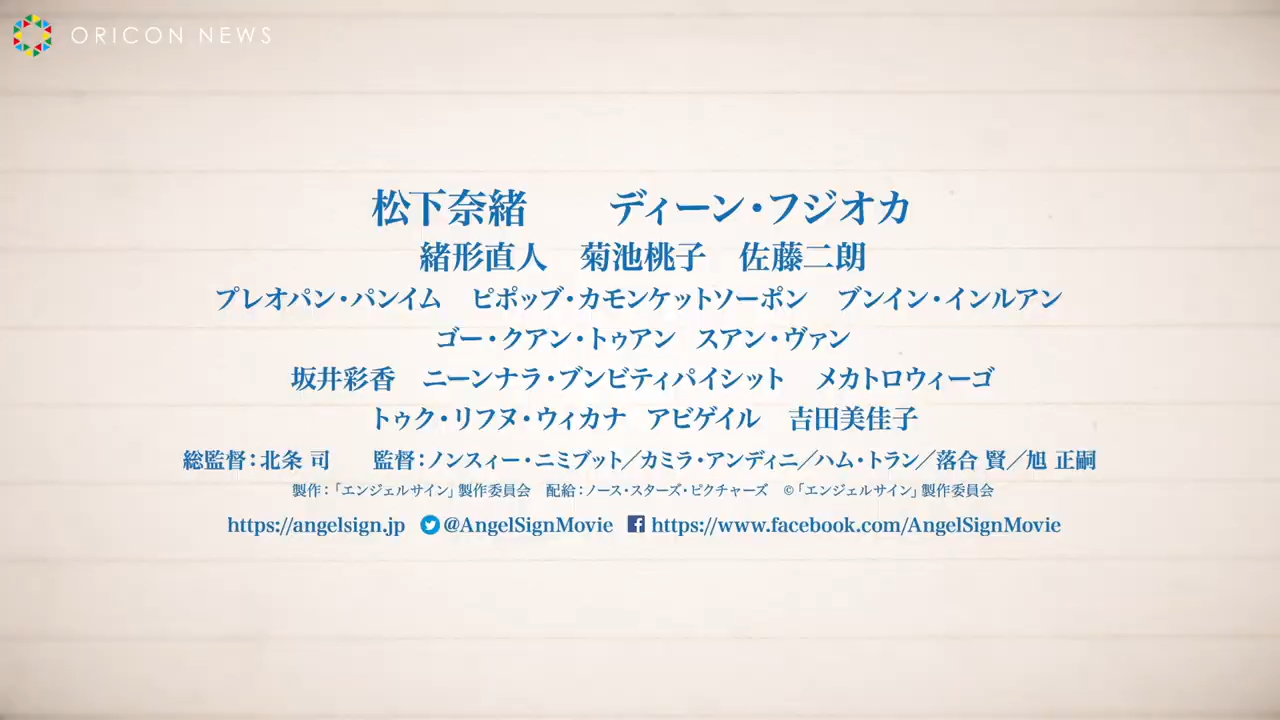 ORICON NEWS
松下奈緒　ディーン・フジオカ
緒形直人　菊池桃子　佐藤二朗
プレオパン・パンイム　ピポッブ・カモンケットソーポン　ブンイン・インルアン
ゴー・クアン・トゥアン　スアン・ヴァン
坂井彩香　ニーンナラ・ブンビティパイシット　メカトロウィーゴ
トゥク・リフヌ・ウィカナ　アビゲイル　吉田美佳子
総監督：北条 司　監督：ノンスィー・ニミブット／カミラ・アンディニ／ハム・トラン／落合 賢／旭 正嗣
製作：「エンジェルサイン」製作委員会　配給：ノース・スターズ・ピクチャーズ　©「エンジェルサイン」製作委員会
https://angelsign.jp　@AngelSignMovie　https://www.facebook.com/AngelSignMovie